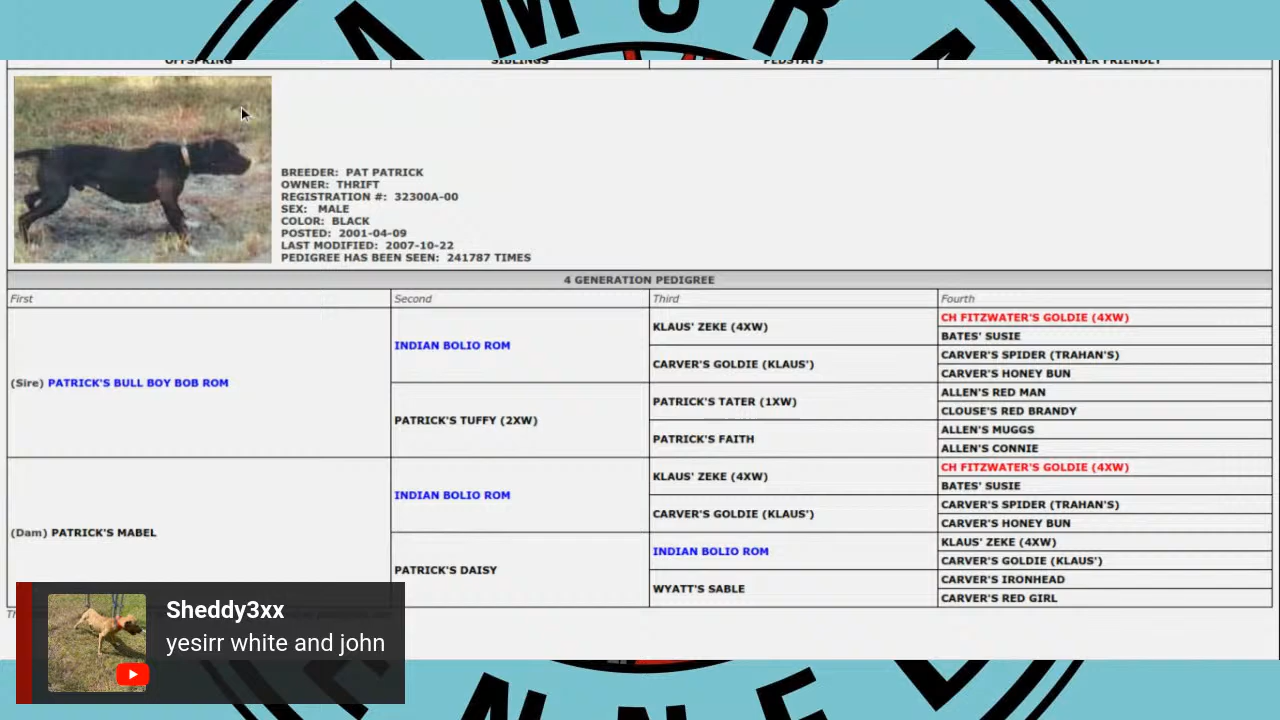 AMORA
OFFSPRING SIBLINGS PEDSTATS PRINTER FRIENDLY
BREEDER: PAT PATRICK
OWNER: THRIFT
REGISTRATION #: 32300A-00
SEX: MALE
COLOR: BLACK
POSTED: 2001-04-09
LAST MODIFIED: 2007-10-22
PEDIGREE HAS BEEN SEEN: 241787 TIMES
4 GENERATION PEDIGREE
First Second Third Fourth
(Sire) PATRICK'S BULL BOY BOB ROM
INDIAN BOLIO ROM
KLAUS' ZEKE (4XW)
CH FITZWATER'S GOLDIE (4XW)
BATES' SUSIE
CARVER'S GOLDIE (KLAUS')
CARVER'S SPIDER (TRAHAN'S)
CARVER'S HONEY BUN
PATRICK'S TUFFY (2XW)
PATRICK'S TATER (1XW)
ALLEN'S RED MAN
CLOUSE'S RED BRANDY
PATRICK'S FAITH
ALLEN'S MUGGS
ALLEN'S CONNIE
(Dam) PATRICK'S MABEL
INDIAN BOLIO ROM
KLAUS' ZEKE (4XW)
CH FITZWATER'S GOLDIE (4XW)
BATES' SUSIE
CARVER'S GOLDIE (KLAUS')
CARVER'S SPIDER (TRAHAN'S)
CARVER'S HONEY BUN
PATRICK'S DAISY
INDIAN BOLIO ROM
KLAUS' ZEKE (4XW)
CARVER'S GOLDIE (KLAUS')
WYATT'S SABLE
CARVER'S IRONHEAD
CARVER'S RED GIRL
Sheddy3xx
yesirr white and john